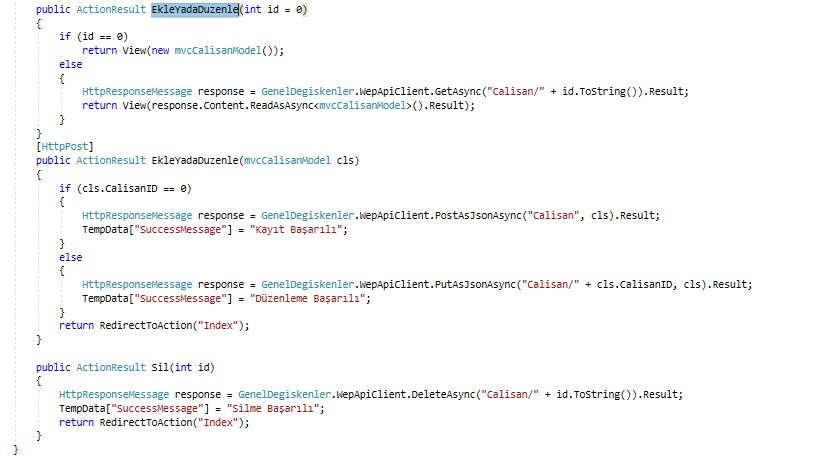 public ActionResult EkleYadaDuzenle(int id = 0)
{
if (id == 0)
return View(new mvcCalisanModel());
else
{
HttpResponseMessage response = GenelDegiskenler.WepApiClient.GetAsync("Calisan/" + id.ToString()).Result;
return View(response.Content.ReadAsAsync<mvcCalisanModel>().Result);
}
}
[HttpPost]
public ActionResult EkleYadaDuzenle(mvcCalisanModel cls)
{
if (cls.CalisanID == 0)
{
HttpResponseMessage response = GenelDegiskenler.WepApiClient.PostAsJsonAsync("Calisan", cls).Result;
TempData["SuccessMessage"] = "Kayıt Başarılı";
}
else
{
HttpResponseMessage response = GenelDegiskenler.WepApiClient.PutAsJsonAsync("Calisan/" + cls.CalisanID, cls).Result;
TempData["SuccessMessage"] = "Düzenleme Başarılı";
}
return RedirectToAction("Index");
}
public ActionResult Sil(int id)
{
HttpResponseMessage response = GenelDegiskenler.WepApiClient.DeleteAsync("Calisan/" + id.ToString()).Result;
TempData["SuccessMessage"] = "Silme Başarılı";
return RedirectToAction("Index");
}
}